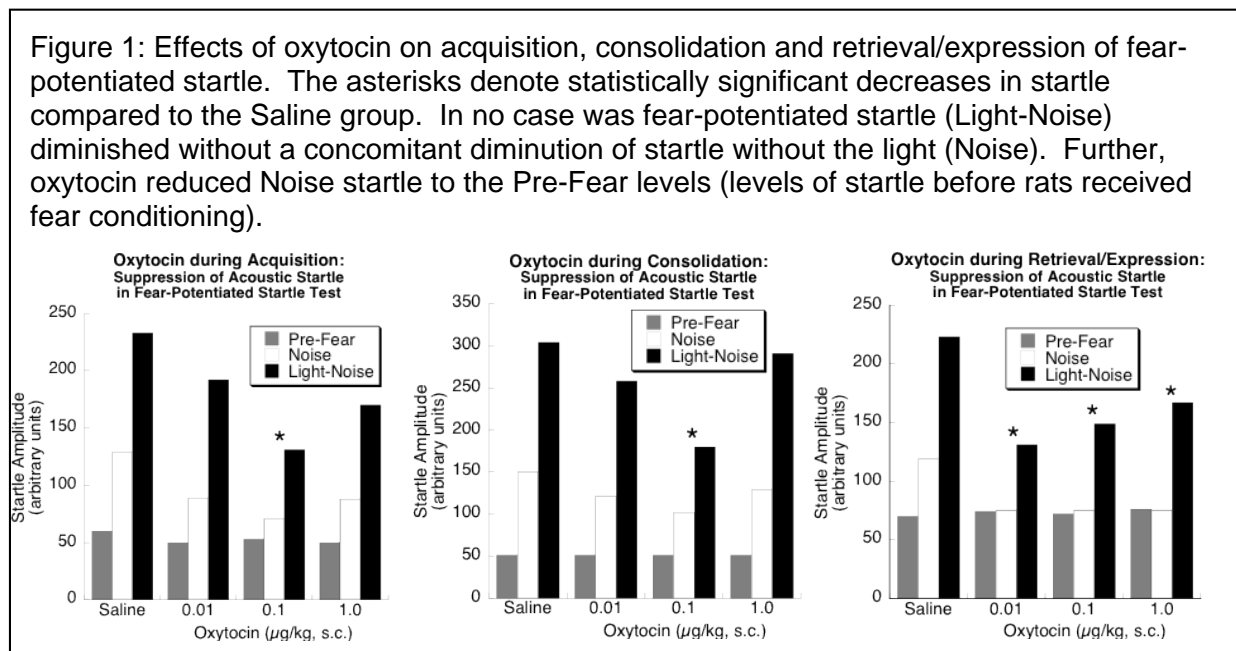 Figure 1: Effects of oxytocin on acquisition, consolidation and retrieval/expression of fear-
potentiated startle.  The asterisks denote statistically significant decreases in startle
compared to the Saline group.  In no case was fear-potentiated startle (Light-Noise)
diminished without a concomitant diminution of startle without the light (Noise).  Further,
oxytocin reduced Noise startle to the Pre-Fear levels (levels of startle before rats received
fear conditioning).
Oxytocin during Acquisition:
Suppression of Acoustic Startle
in Fear-Potentiated Startle Test
250
200
150
100
50
0
Startle Amplitude
(arbitrary units)
Pre-Fear
Noise
Light-Noise
*
Saline 0.01 0.1 1.0
Oxytocin (µg/kg, s.c.)
Oxytocin during Consolidation:
Suppression of Acoustic Startle
in Fear-Potentiated Startle Test
350
300
250
200
150
100
50
0
Startle Amplitude
(arbitrary units)
Pre-Fear
Noise
Light-Noise
*
Saline 0.01 0.1 1.0
Oxytocin (µg/kg, s.c.)
Oxytocin during Retrieval/Expression:
Suppression of Acoustic Startle
in Fear-Potentiated Startle Test
250
200
150
100
50
0
Startle Amplitude
(arbitrary units)
Pre-Fear
Noise
Light-Noise
* * *
Saline 0.01 0.1 1.0
Oxytocin (µg/kg, s.c.)